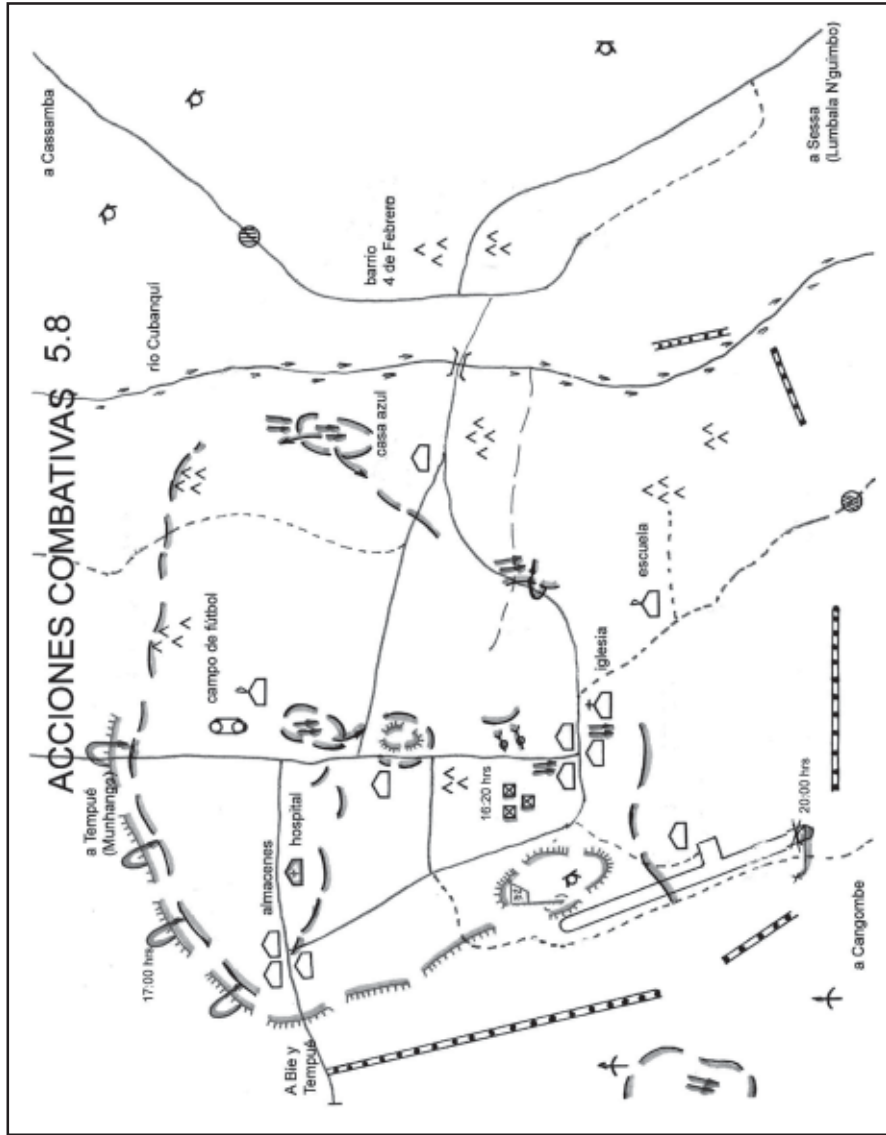 ACCIONES COMBATIVAS 5.8
a Tempué
(Munhango)
río Cubanquí
a Cassamba
17:00 hrs
campo de fútbol
almacenes
hospital
casa azul
barrio
4 de Febrero
A Bie y
Tempué
16:20 hrs
iglesia
escuela
20:00 hrs
a Cangombe
a Sessa
(Lumbala N'guimbo)